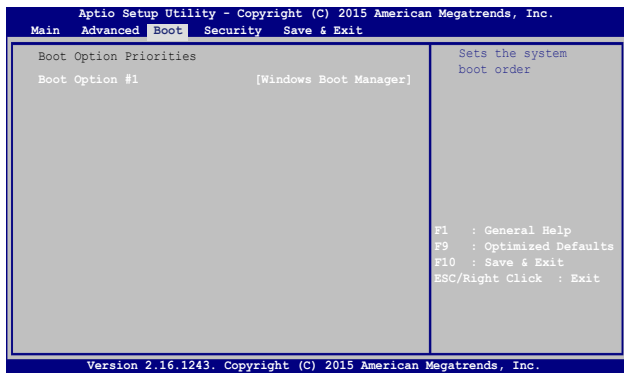 Aptio Setup Utility - Copyright (C) 2015 American Megatrends, Inc.
Main Advanced Boot Security Save & Exit
Boot Option Priorities
Boot Option #1 [Windows Boot Manager]
Sets the system
boot order
F1 : General Help
F9 : Optimized Defaults
F10 : Save & Exit
ESC/Right Click : Exit
Version 2.16.1243. Copyright (C) 2015 American Megatrends, Inc.